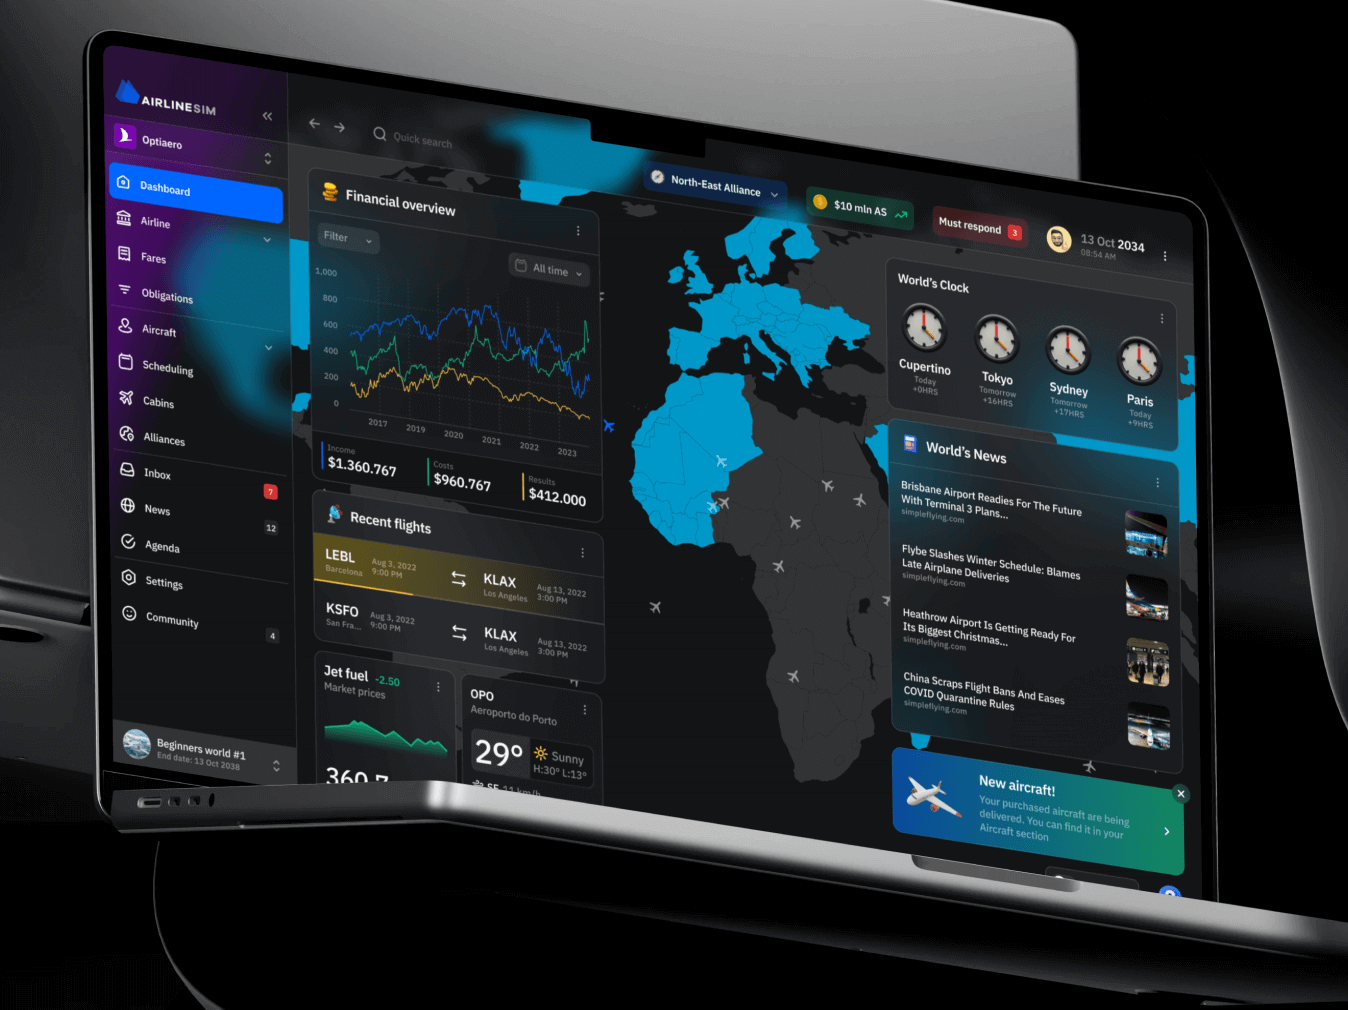 AIRLINESIM
Optiaero
Dashboard
Airline
Fares
Obligations
Aircraft
Scheduling
Cabins
Alliances
Inbox
7
News
12
Agenda
Settings
Community
4
Beginners world #1
End date: 13 Oct 2038
Quick search
North-East Alliance
$10 mln AS
Must respond 3
13 Oct 2034
08:54 AM
Financial overview
Filter
All time
1,000
800
600
400
200
0
2017 2019 2020 2021 2022 2023
Income
$1.360.767
Costs
$960.767
Results
$412.000
Recent flights
LEBL
Barcelona
Aug 3, 2022
9:00 PM
KLAX
Los Angeles
Aug 13, 2022
3:00 PM
KSFO
San Fra...
Aug 3, 2022
9:00 PM
KLAX
Los Angeles
Aug 13, 2022
3:00 PM
Jet fuel -2.50
Market prices
360.7
OPO
Aeroporto do Porto
29°
Sunny
H:30° L:13°
SE 11 km/h
World's Clock
Cupertino
Today
+0HRS
Tokyo
Tomorrow
+16HRS
Sydney
Tomorrow
+17HRS
Paris
Today
+9HRS
World's News
Brisbane Airport Readies For The Future
With Terminal 3 Plans...
simpleflying.com
Flybe Slashes Winter Schedule: Blames
Late Airplane Deliveries
simpleflying.com
Heathrow Airport Is Getting Ready For
Its Biggest Christmas...
simpleflying.com
China Scraps Flight Bans And Eases
COVID Quarantine Rules
simpleflying.com
New aircraft!
Your purchased aircraft are being
delivered. You can find it in your
Aircraft section